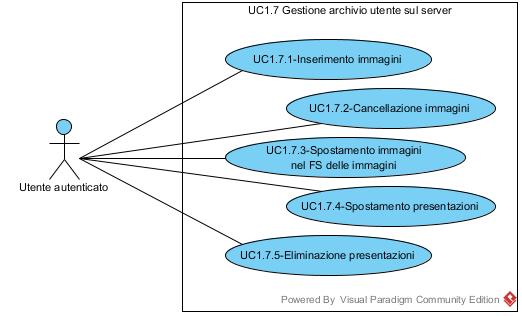 UC1.7 Gestione archivio utente sul server
UC1.7.1-Inserimento immagini
UC1.7.2-Cancellazione immagini
UC1.7.3-Spostamento immagini
nel FS delle immagini
Utente autenticato
UC1.7.4-Spostamento presentazioni
UC1.7.5-Eliminazione presentazioni
Powered By Visual Paradigm Community Edition